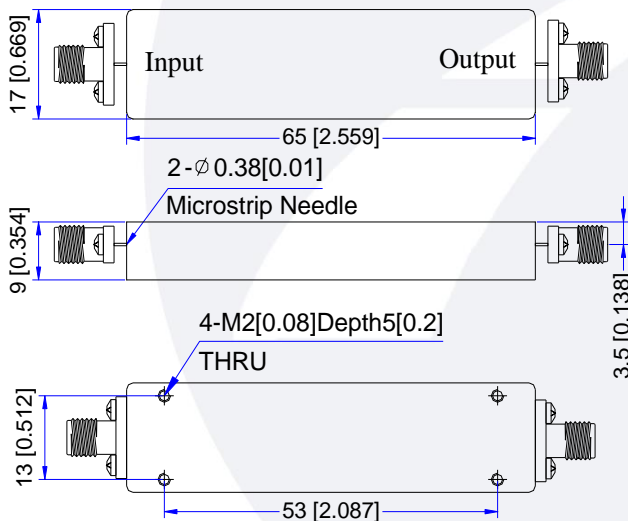 Input
Output
17 [0.669]
65 [2.559]
2-∅0.38[0.01]
Microstrip Needle
9 [0.354]
3.5 [0.138]
4-M2[0.08]Depth5[0.2]
THRU
13 [0.512]
53 [2.087]